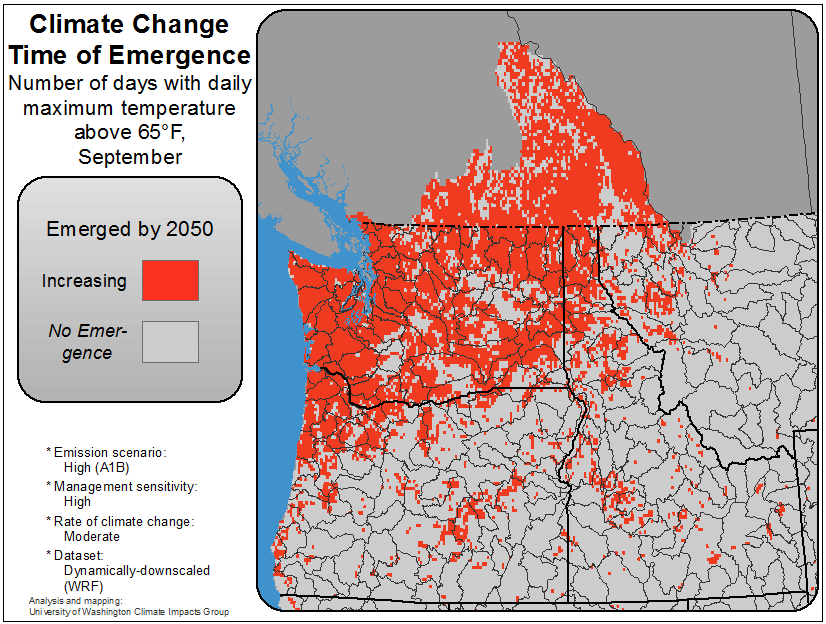 Climate Change
Time of Emergence
Number of days with daily
maximum temperature
above 65°F,
September
Emerged by 2050
Increasing
No Emer-
gence
* Emission scenario:
High (A1B)
* Management sensitivity:
High
* Rate of climate change:
Moderate
* Dataset:
Dynamically-downscaled
(WRF)
Analysis and mapping:
University of Washington Climate Impacts Group